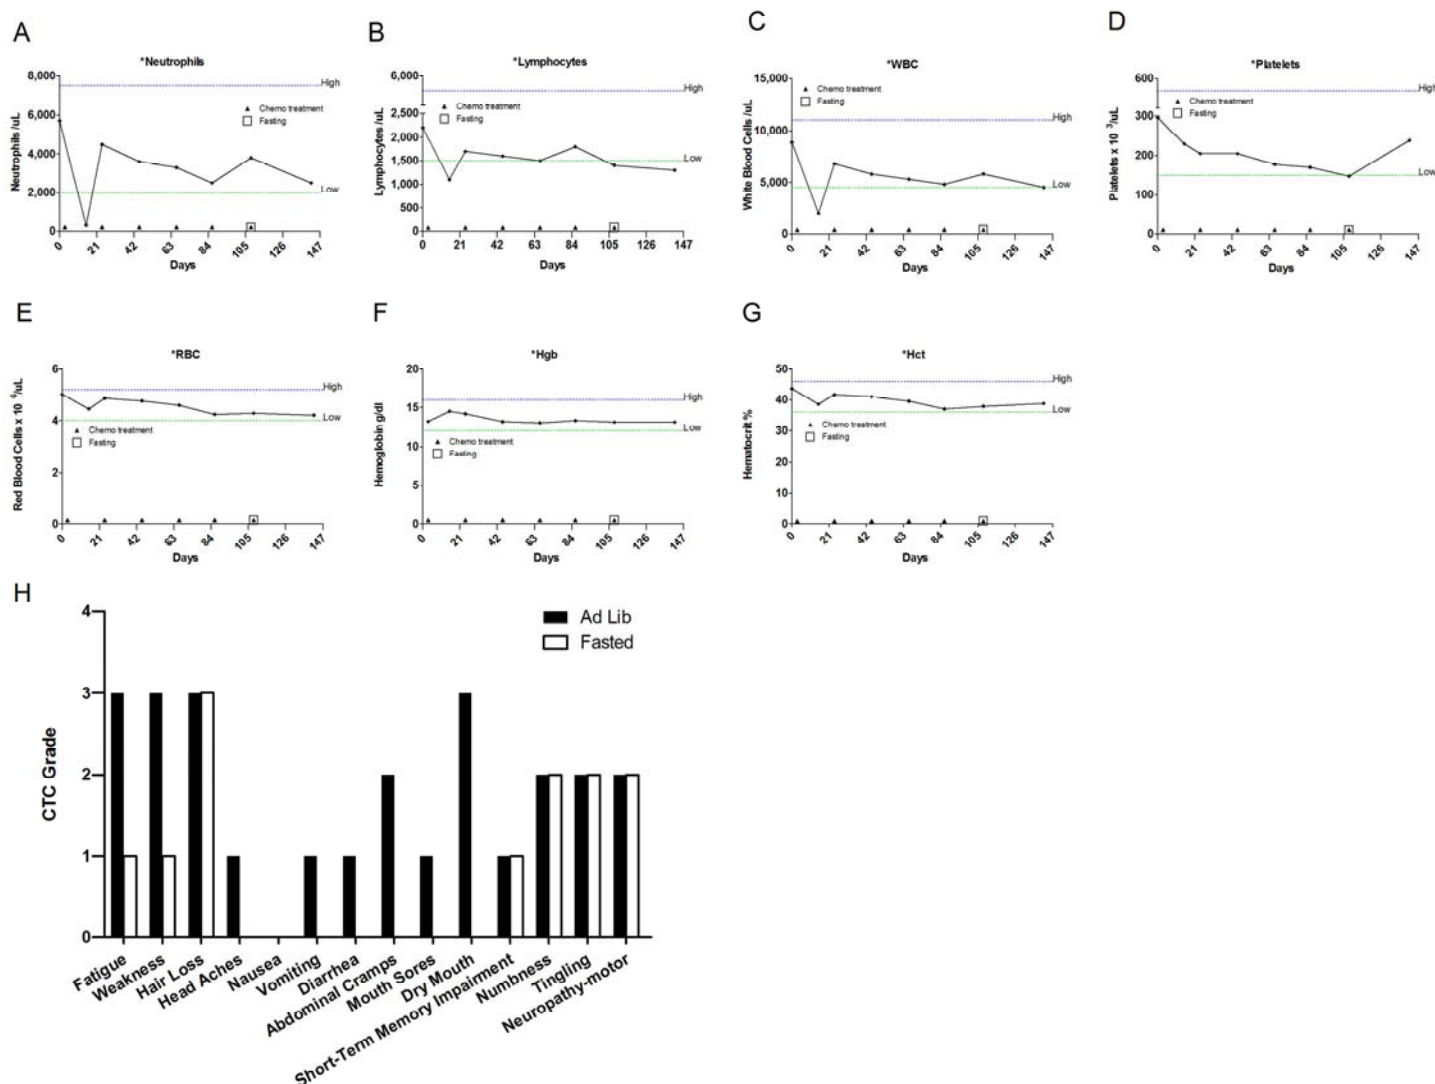 A
*Neutrophils
8,000
6,000
4,000
2,000
0
Neutrophils /uL
High
Low
Chemo treatment
Fasting
0 21 42 63 84 105 126 147
Days
B
*Lymphocytes
6,000
2,500
2,000
1,500
1,000
500
0
Lymphocytes /uL
High
Low
Chemo treatment
Fasting
0 21 42 63 84 105 126 147
Days
C
*WBC
15,000
10,000
5,000
0
White Blood Cells /uL
High
Low
Chemo treatment
Fasting
0 21 42 63 84 105 126 147
Days
D
*Platelets
600
300
200
100
0
Platelets x 10 3/uL
High
Low
Chemo treatment
Fasting
0 21 42 63 84 105 126 147
Days
E
*RBC
6
4
2
0
Red Blood Cells x 10 6/uL
High
Low
Chemo treatment
Fasting
0 21 42 63 84 105 126 147
Days
F
*Hgb
20
15
10
5
0
Hemoglobin g/dl
High
Low
Chemo treatment
Fasting
0 21 42 63 84 105 126 147
Days
G
*Hct
50
40
30
20
10
0
Hematocrit %
High
Low
Chemo treatment
Fasting
0 21 42 63 84 105 126 147
Days
H
4
3
2
1
0
CTC Grade
Ad Lib
Fasted
Fatigue
Weakness
Hair Loss
Head Aches
Nausea
Vomiting
Diarrhea
Abdominal Cramps
Mouth Sores
Dry Mouth
Short-Term Memory Impairment
Numbness
Tingling
Neuropathy-motor